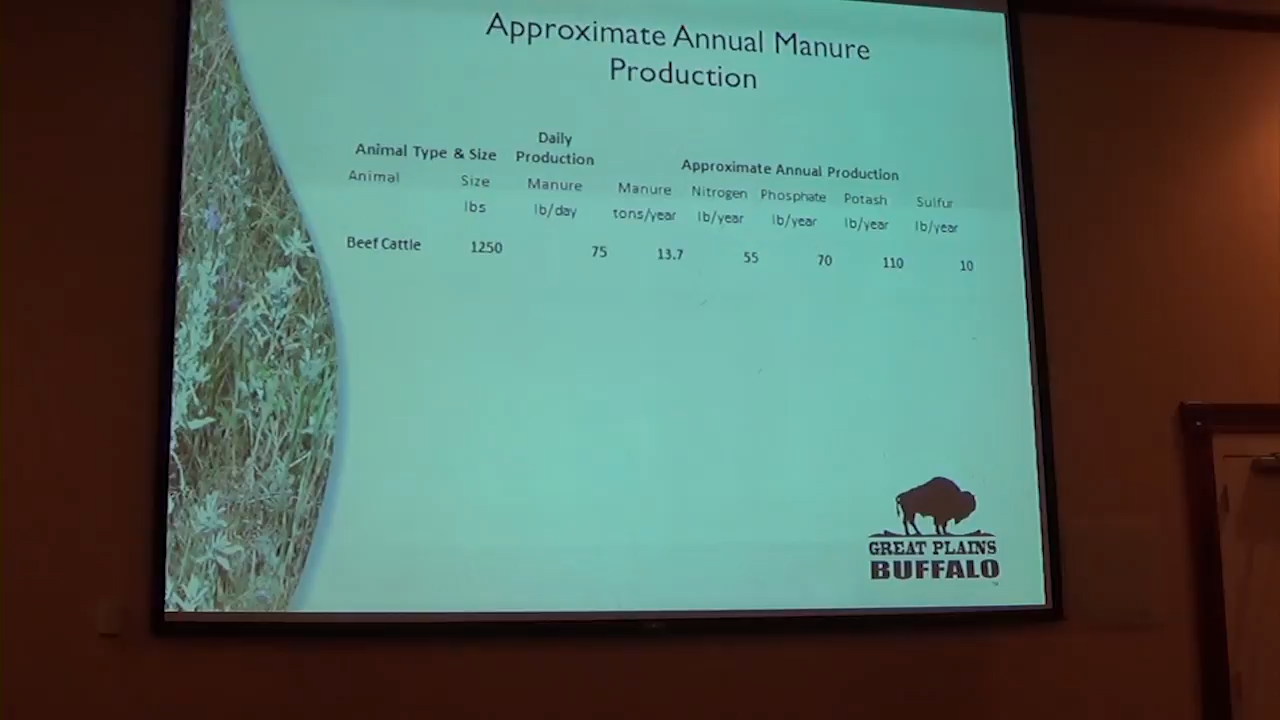 Approximate Annual Manure
Production
Animal Type & Size Daily Production Approximate Annual Production
Animal Size Manure Manure Nitrogen Phosphate Potash Sulfur
lbs lb/day tons/year lb/year lb/year lb/year lb/year
Beef Cattle 1250 75 13.7 55 70 110 10
GREAT PLAINS
BUFFALO